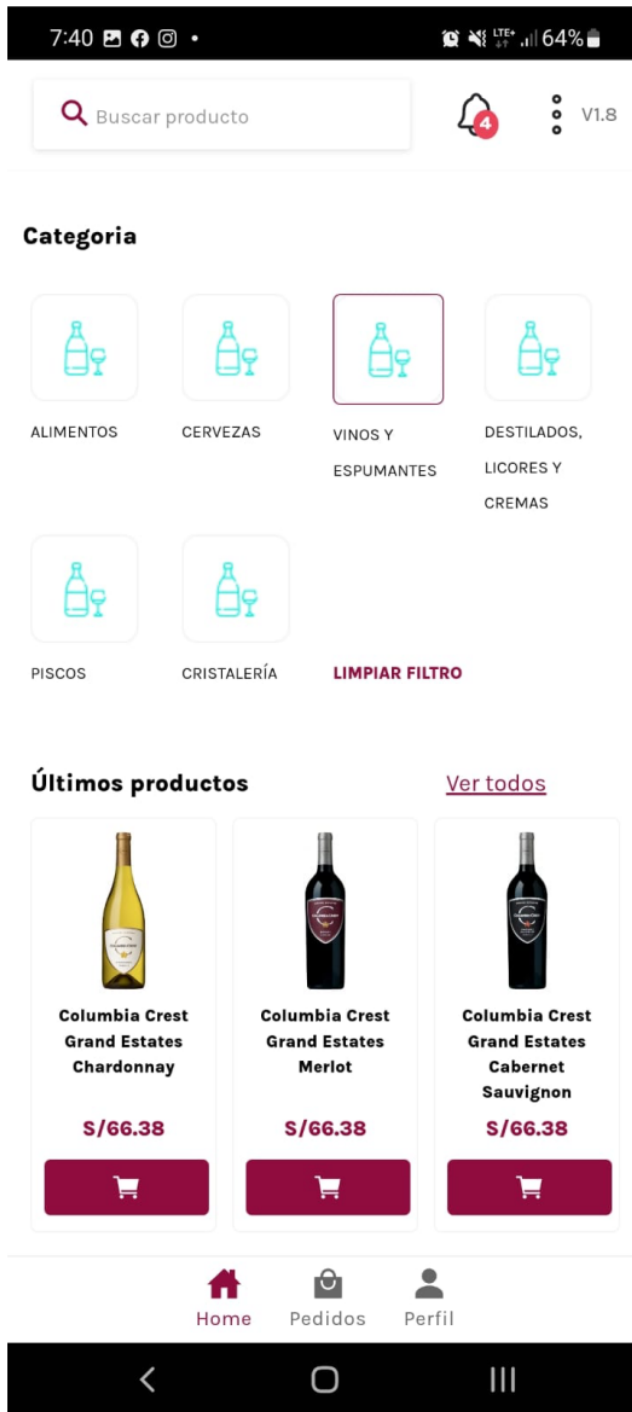 7:40
LTE+
64%
Buscar producto
4
V1.8
Categoria
ALIMENTOS
CERVEZAS
VINOS Y
ESPUMANTES
DESTILADOS,
LICORES Y
CREMAS
PISCOS
CRISTALERÍA
LIMPIAR FILTRO
Últimos productos
Ver todos
Columbia Crest
Grand Estates
Chardonnay
S/66.38
Columbia Crest
Grand Estates
Merlot
S/66.38
Columbia Crest
Grand Estates
Cabernet
Sauvignon
S/66.38
Home
Pedidos
Perfil